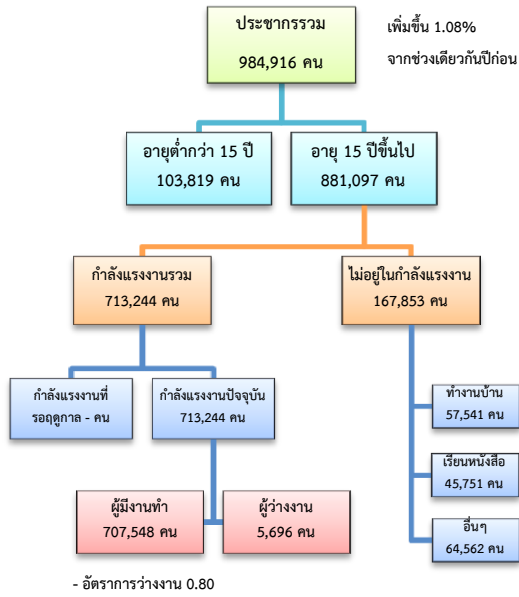 ประชากรรวม
984,916 คน
เพิ่มขึ้น 1.08%
จากช่วงเดียวกันปีก่อน
อายุต่ำกว่า 15 ปี
103,819 คน
อายุ 15 ปีขึ้นไป
881,097 คน
กำลังแรงงานรวม
713,244 คน
ไม่อยู่ในกำลังแรงงาน
167,853 คน
กำลังแรงงานที่
รอฤดูกาล - คน
กำลังแรงงานปัจจุบัน
713,244 คน
ทำงานบ้าน
57,541 คน
เรียนหนังสือ
45,751 คน
อื่นๆ
64,562 คน
ผู้มีงานทำ
707,548 คน
ผู้ว่างงาน
5,696 คน
- อัตราการว่างงาน 0.80